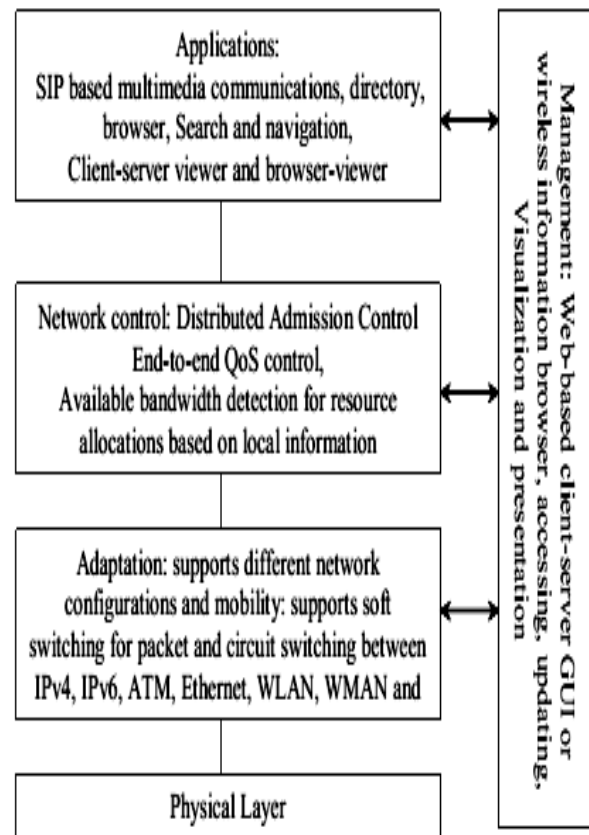 Applications:
SIP based multimedia communications, directory,
browser, Search and navigation,
Client-server viewer and browser-viewer
Network control: Distributed Admission Control
End-to-end QoS control,
Available bandwidth detection for resource
allocations based on local information
Adaptation: supports different network
configurations and mobility: supports soft
switching for packet and circuit switching between
IPv4, IPv6, ATM, Ethernet, WLAN, WMAN and
Physical Layer
Management: Web-based client-server GUI or
wireless information browser, accessing, updating,
Visualization and presentation